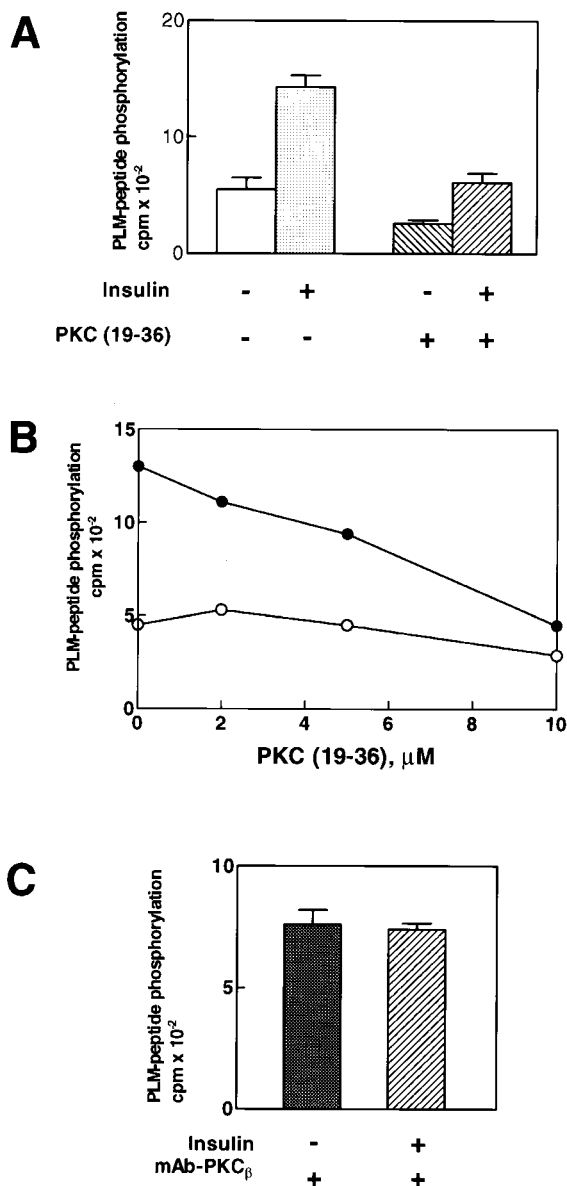 A
PLM-peptide phosphorylation
cpm x 10-2
20
10
0
Insulin - + - +
PKC (19-36) - - + +
B
PLM-peptide phosphorylation
cpm x 10-2
15
10
5
0
0 2 4 6 8 10
PKC (19-36), μM
C
PLM-peptide phosphorylation
cpm x 10-2
10
5
0
Insulin - +
mAb-PKCβ + +